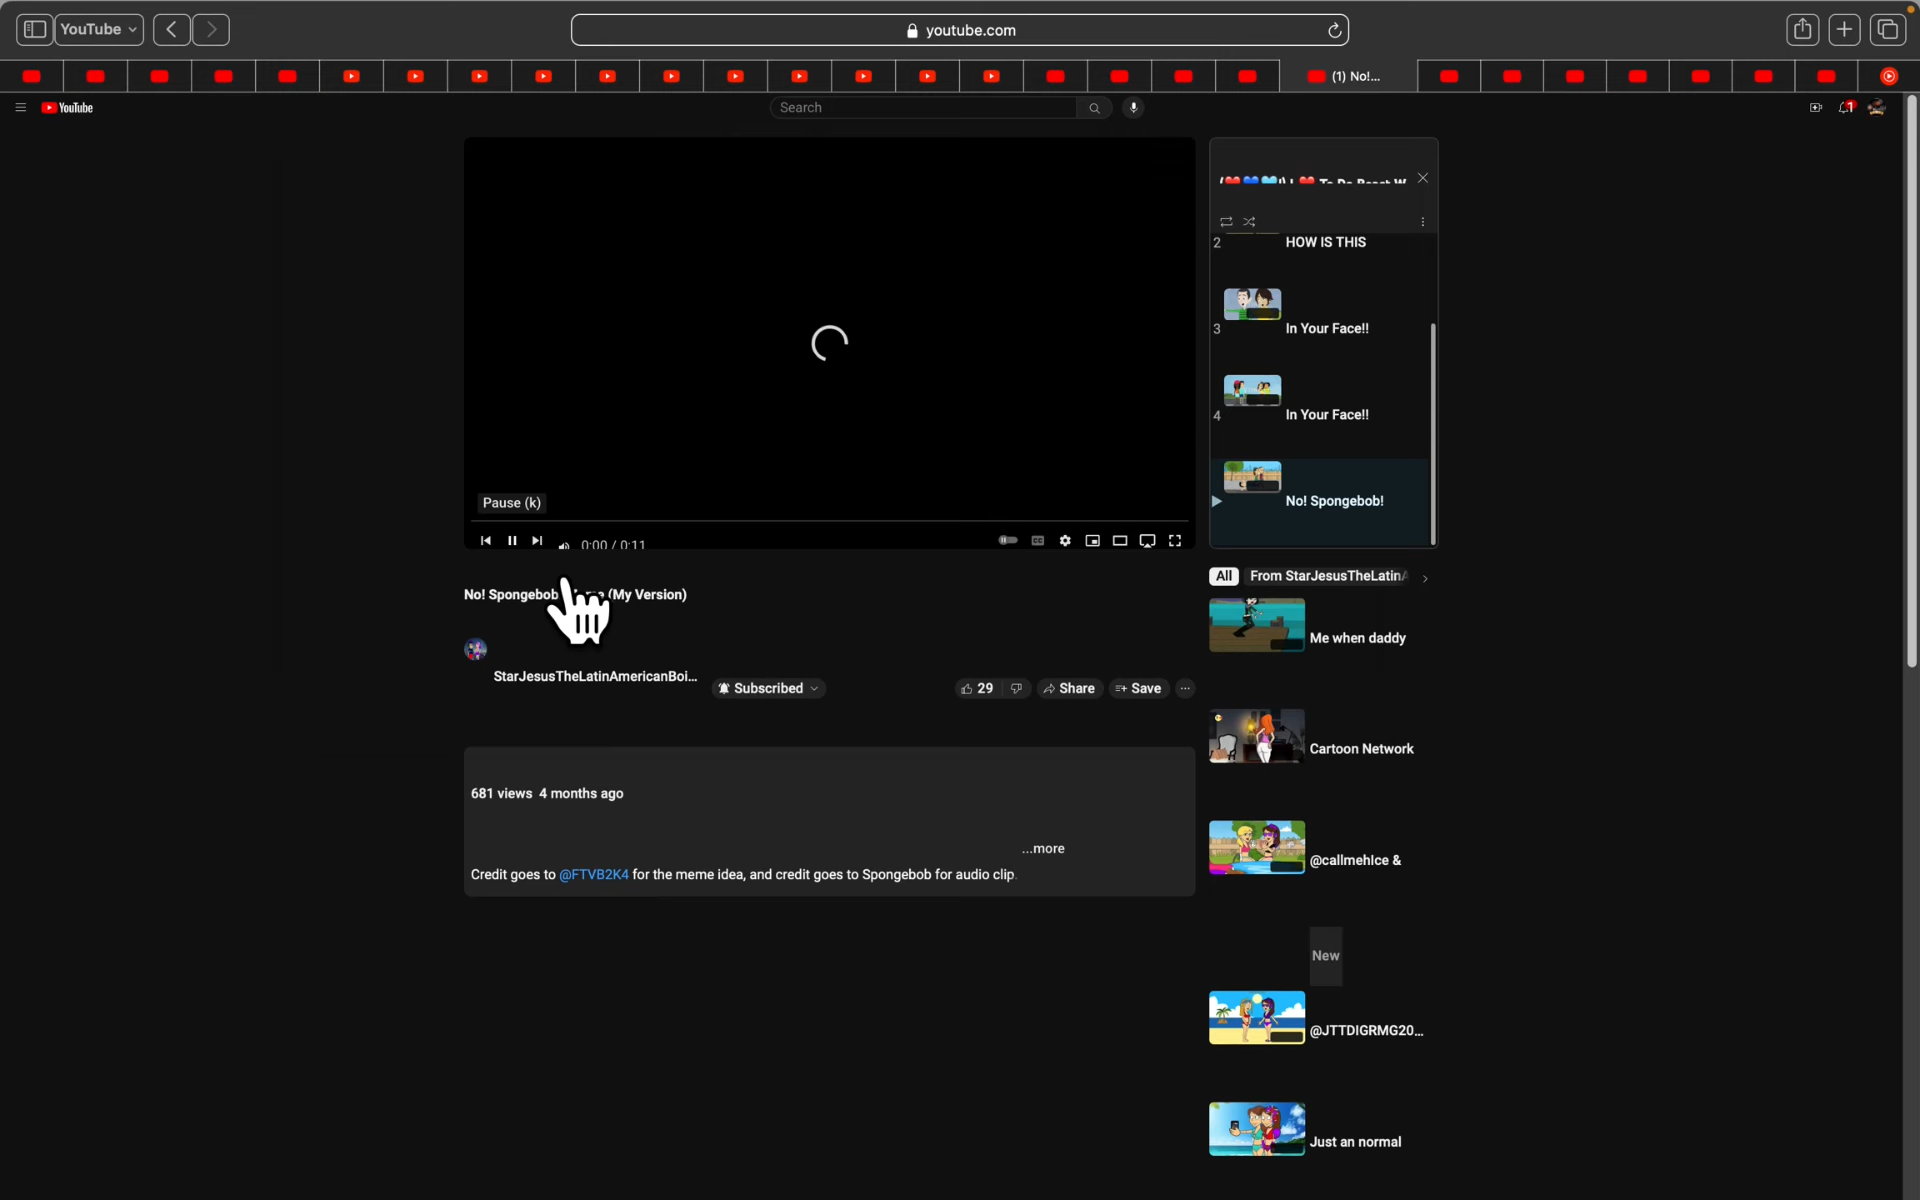 YouTube
youtube.com
(1) No!...
YouTube
Search
1
HOW IS THIS
2
In Your Face!!
3
In Your Face!!
4
No! Spongebob!
Pause (k)
0:00 / 0:11
No! Spongebob
(My Version)
StarJesusTheLatinAmericanBoi...
Subscribed
29
Share
Save
681 views 4 months ago
...more
Credit goes to @FTVB2K4 for the meme idea, and credit goes to Spongebob for audio clip.
All
From StarJesusTheLatinA
Me when daddy
Cartoon Network
@callmehIce &
New
@JTTDIGRMG20...
Just an normal